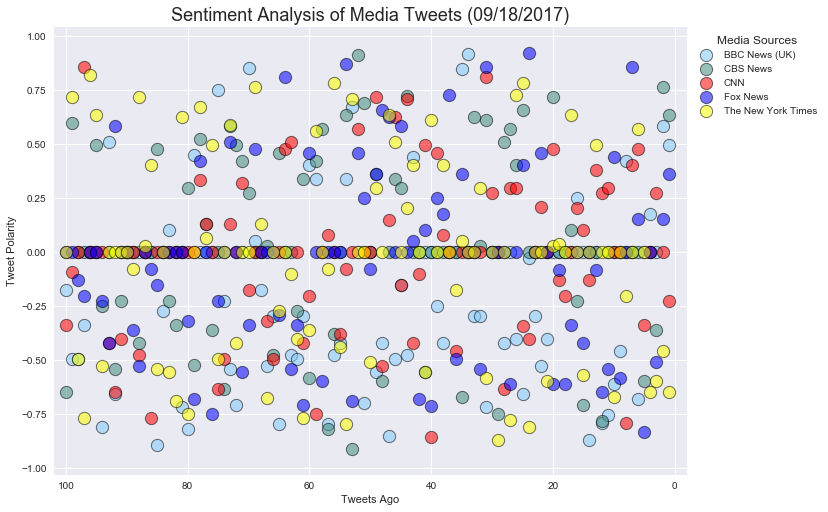 Sentiment Analysis of Media Tweets (09/18/2017)
Media Sources
BBC News (UK)
CBS News
CNN
Fox News
The New York Times
Tweet Polarity
1.00
0.75
0.50
0.25
0.00
−0.25
−0.50
−0.75
−1.00
100
80
60
40
20
0
Tweets Ago